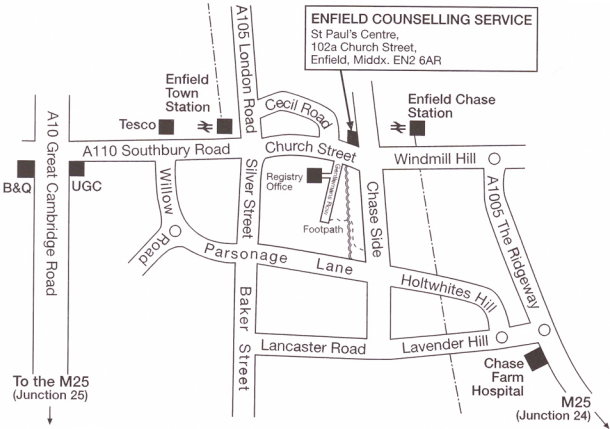 ENFIELD COUNSELLING SERVICE
St Paul's Centre,
102a Church Street,
Enfield, Middx. EN2 6AR
A105 London Road
Enfield
Town
Station
Cecil Road
Enfield Chase
Station
Tesco
A10 Great Cambridge Road
A110 Southbury Road
Church Street
Windmill Hill
B&Q
UGC
Willow
Road
Silver Street
Registry
Office
Chase Side
A1005 The Ridgeway
Footpath
Parsonage
Lane
Holtwhites Hill
Baker
Street
Lancaster Road
Lavender Hill
Chase
Farm
Hospital
To the M25
(Junction 25)
M25
(Junction 24)